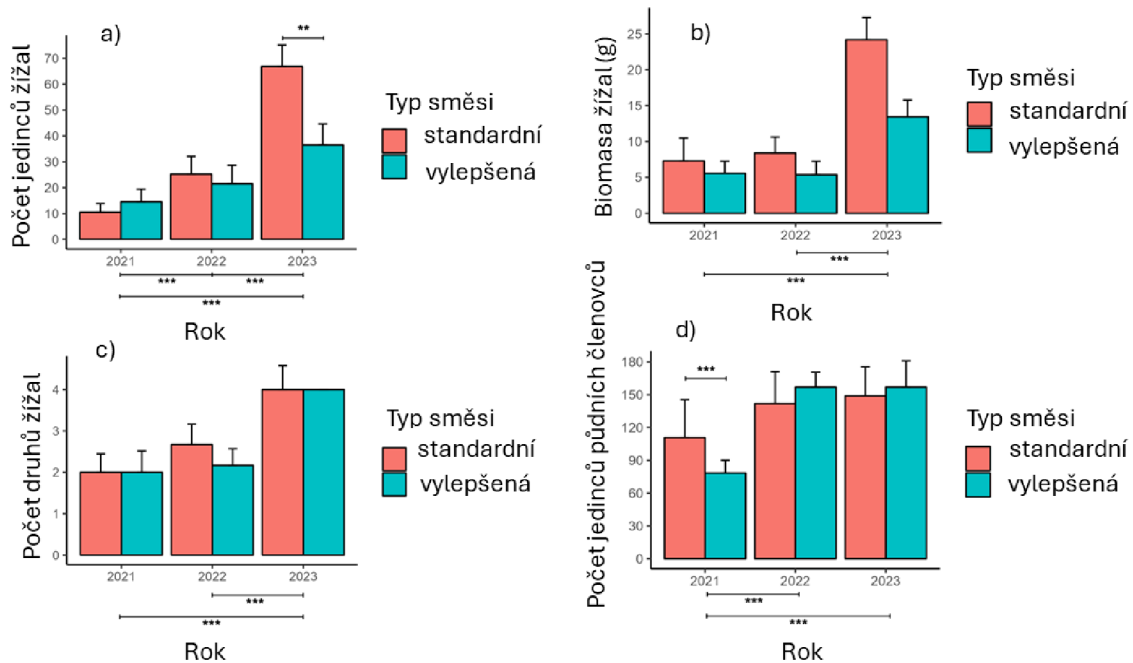 a)
Počet jedinců žížal
70
60
50
40
30
20
10
0
**
2021
2022
2023
***
***
***
Rok
Typ směsi
standardní
vylepšená
b)
Biomasa žížal (g)
25
20
15
10
5
0
2021
2022
2023
***
***
Rok
Typ směsi
standardní
vylepšená
c)
Počet druhů žížal
4
3
2
1
0
2021
2022
2023
***
***
Rok
Typ směsi
standardní
vylepšená
d)
Počet jedinců půdních členovců
180
150
120
90
60
30
0
***
2021
2022
2023
***
***
Rok
Typ směsi
standardní
vylepšená